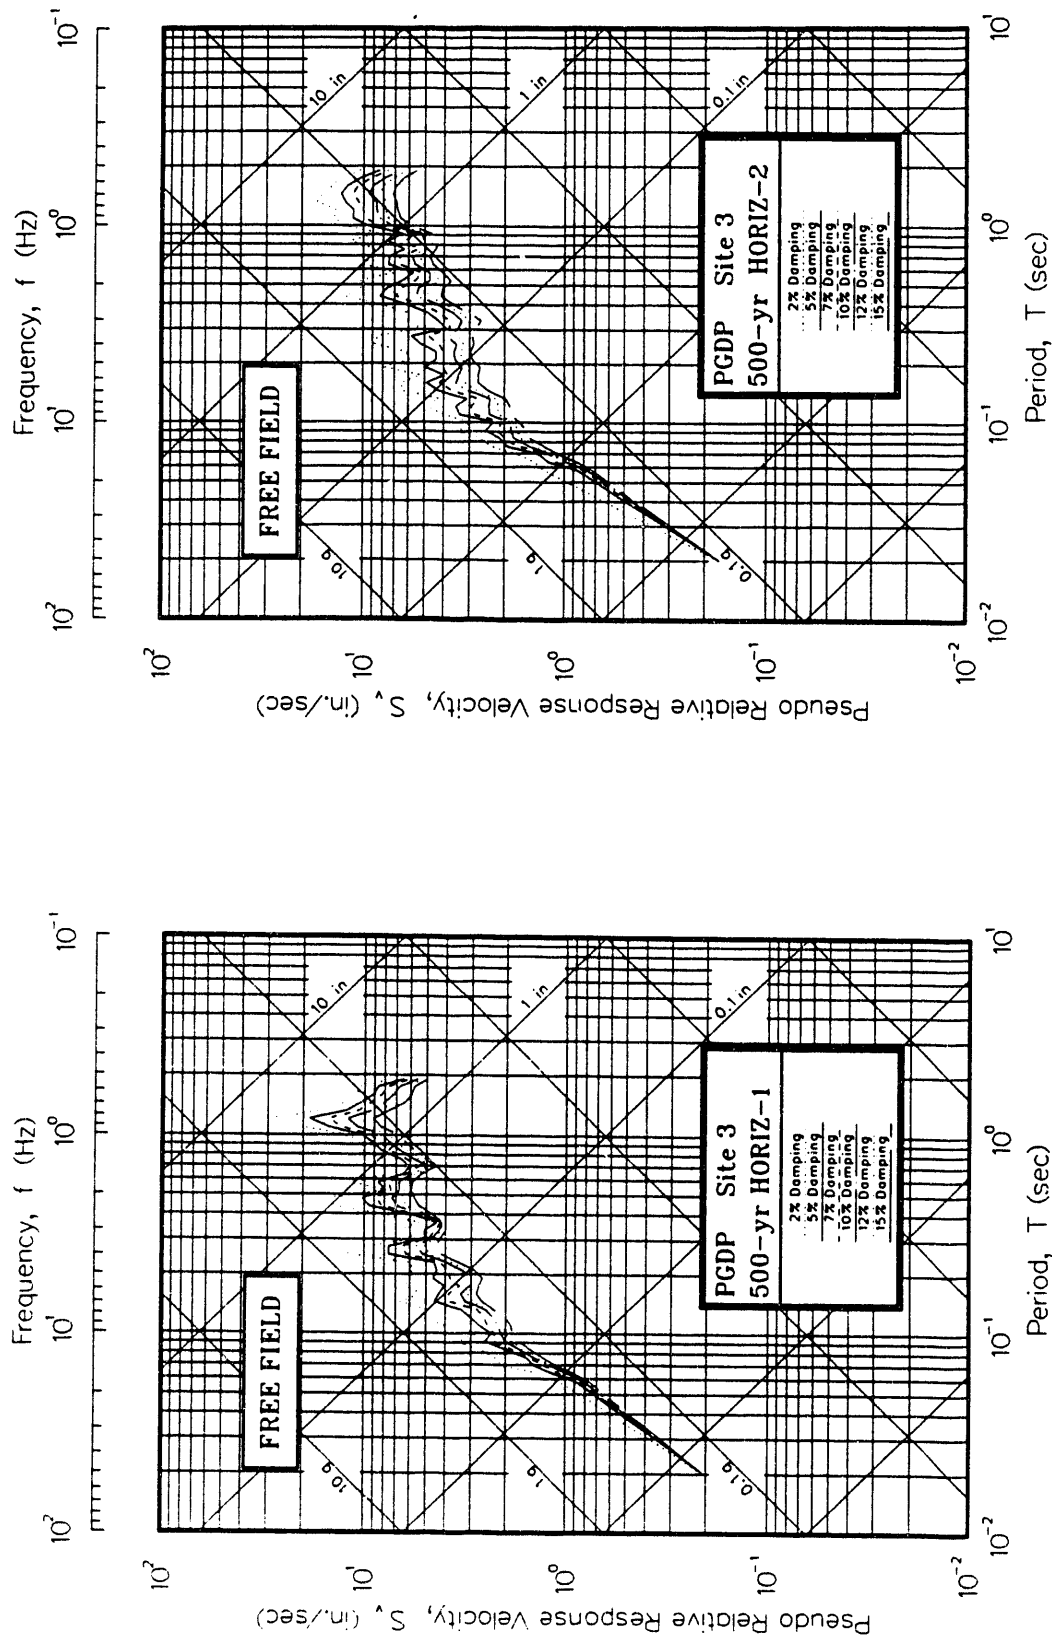 Frequency, f (Hz)
10²
10¹
10⁰
10⁻¹
FREE FIELD
10 in
1 in
0.1 in
10g
1g
0.1g
PGDP Site 3
500-yr HORIZ-1
2% Damping
5% Damping
7% Damping
10% Damping
12% Damping
15% Damping
Pseudo Relative Response Velocity, Sᵥ (in./sec)
10²
10¹
10⁰
10⁻¹
10⁻²
10⁻²
10⁻¹
10⁰
10¹
Period, T (sec)
Frequency, f (Hz)
10²
10¹
10⁰
10⁻¹
FREE FIELD
10 in
1 in
0.1 in
10g
1g
0.1g
PGDP Site 3
500-yr HORIZ-2
2% Damping
5% Damping
7% Damping
10% Damping
12% Damping
15% Damping
Pseudo Relative Response Velocity, Sᵥ (in./sec)
10²
10¹
10⁰
10⁻¹
10⁻²
10⁻²
10⁻¹
10⁰
10¹
Period, T (sec)